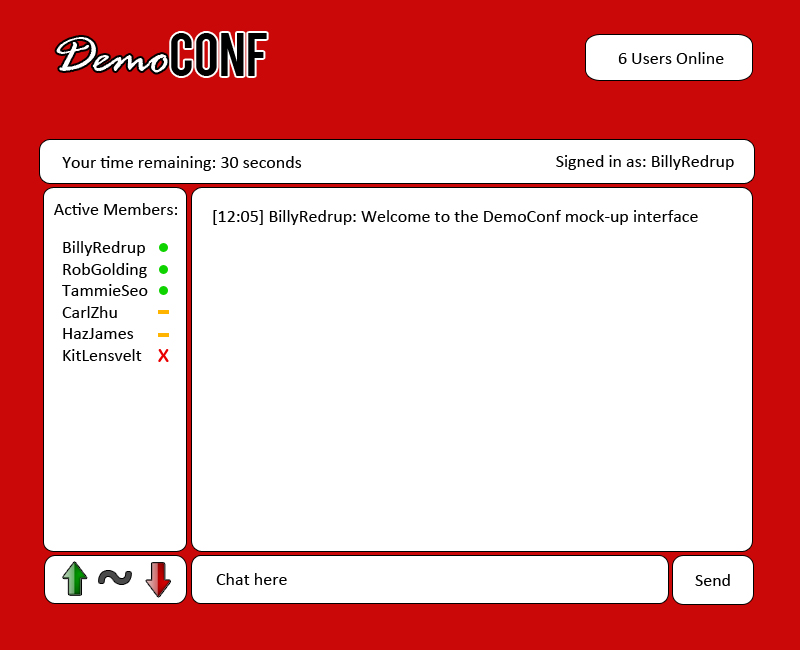 DemoCONF
6 Users Online
Your time remaining: 30 seconds
Signed in as: BillyRedrup
Active Members:
BillyRedrup
RobGolding
TammieSeo
CarlZhu
HazJames
KitLensvelt X
[12:05] BillyRedrup: Welcome to the DemoConf mock-up interface
Chat here
Send